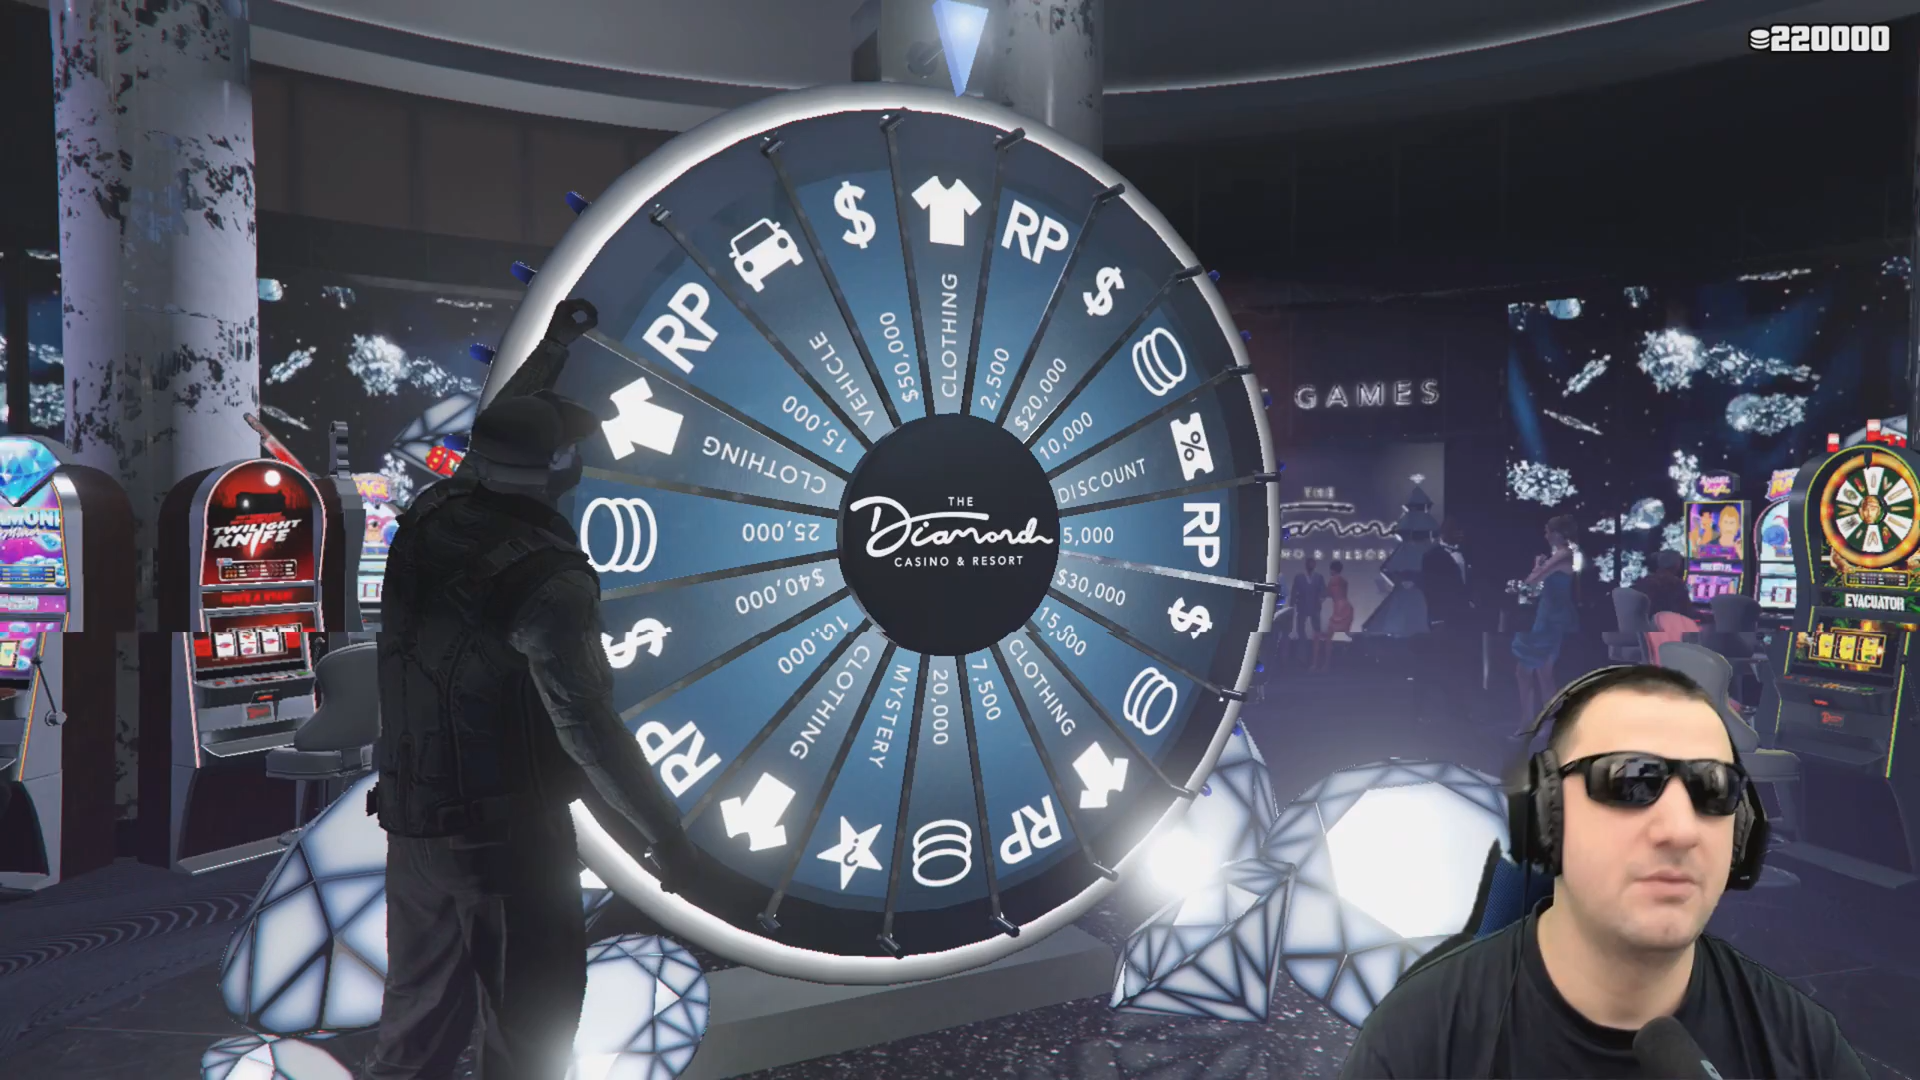 220000
CLOTHING
RP
2,500
$
$20,000
10,000
%
DISCOUNT
RP
5,000
$
$30,000
15,000
CLOTHING
RP
7,500
20,000
?
MYSTERY
CLOTHING
RP
$
$40,000
25,000
CLOTHING
RP
15,000
VEHICLE
$
$50,000
THE
Diamond
CASINO & RESORT
GAMES
THE
TWILIGHT
KNIFE
EVACUATOR